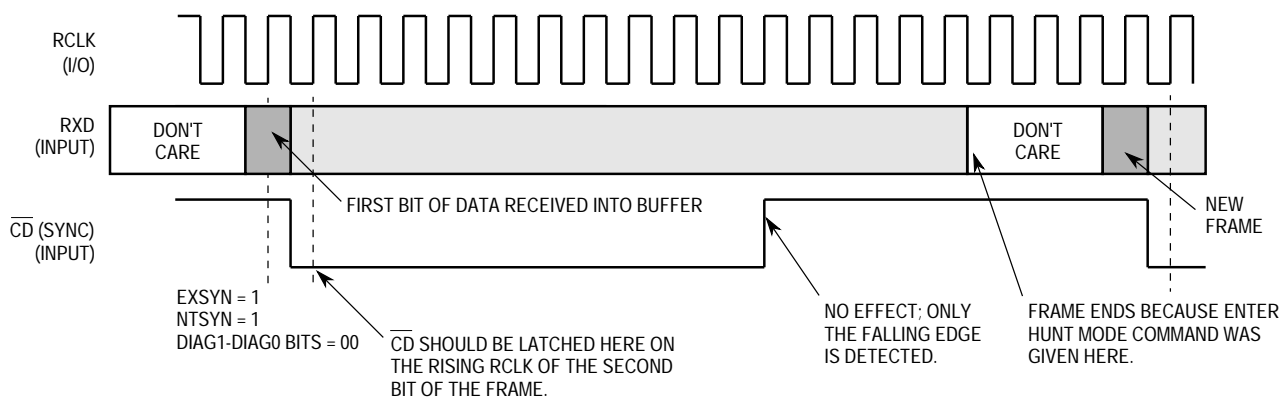 RCLK
(I/O)
RXD
(INPUT)
DON'T
CARE
DON'T
CARE
FIRST BIT OF DATA RECEIVED INTO BUFFER
NEW
FRAME
CD (SYNC)
(INPUT)
EXSYN = 1
NTSYN = 1
DIAG1-DIAG0 BITS = 00
CD SHOULD BE LATCHED HERE ON
THE RISING RCLK OF THE SECOND
BIT OF THE FRAME.
NO EFFECT; ONLY
THE FALLING EDGE
IS DETECTED.
FRAME ENDS BECAUSE ENTER
HUNT MODE COMMAND WAS
GIVEN HERE.